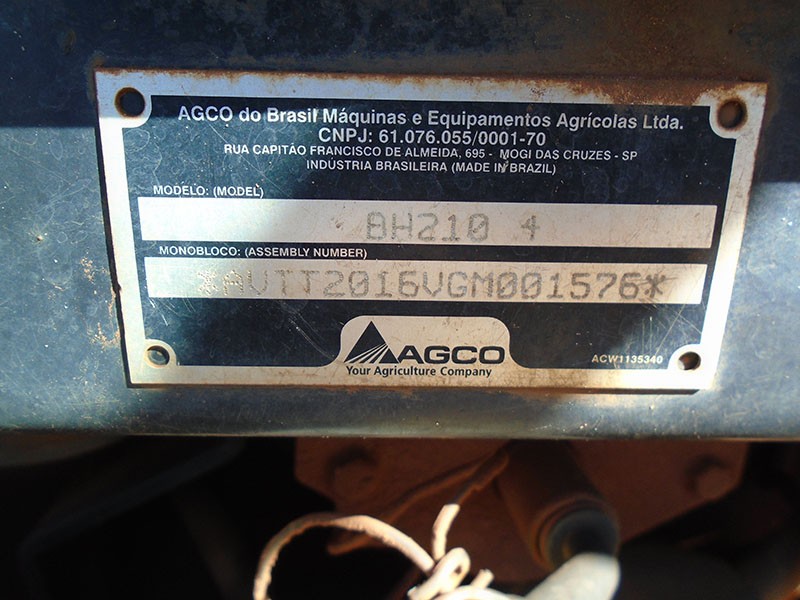 AGCO do Brasil Máquinas e Equipamentos Agrícolas Ltda.
CNPJ: 61.076.055/0001-70
RUA CAPITÃO FRANCISCO DE ALMEIDA, 695 - MOGI DAS CRUZES - SP
INDÚSTRIA BRASILEIRA (MADE IN BRAZIL)
MODELO: (MODEL)
BH210 4
MONOBLOCO: (ASSEMBLY NUMBER)
*AVTT2016VGM001576*
AGCO
Your Agriculture Company
ACW1135340